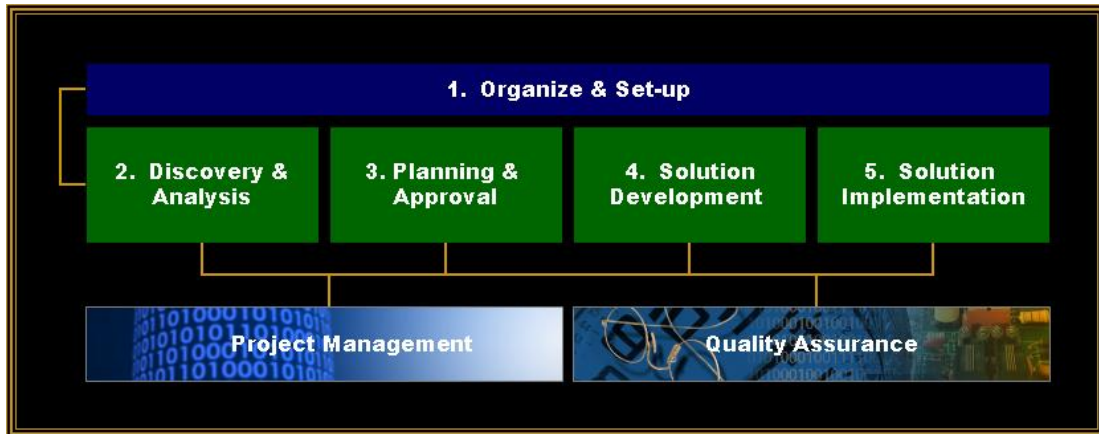 1. Organize & Set-up
2. Discovery &
Analysis
3. Planning &
Approval
4. Solution
Development
5. Solution
Implementation
Project Management
Quality Assurance